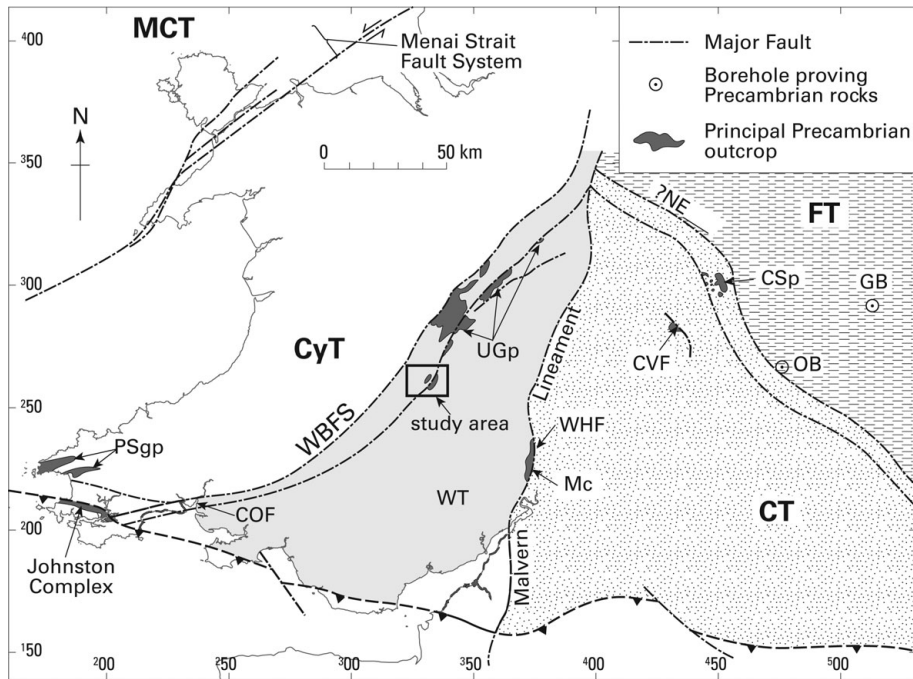 400
MCT
Menai Strait
Fault System
Major Fault
Borehole proving
Precambrian rocks
Principal Precambrian
outcrop
N
0 50 km
350
?NE
FT
300
CSp
GB
UGp
CVF
CyT
OB
Lineament
250
WBFS
study area
WHF
PSgp
Mc
WT
COF
CT
200
Johnston
Complex
Malvern
150
200 250 300 350 400 450 500